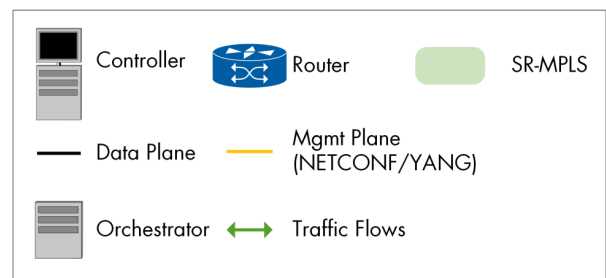 Controller
Router
SR-MPLS
Data Plane
Mgmt Plane
(NETCONF/YANG)
Orchestrator
Traffic Flows